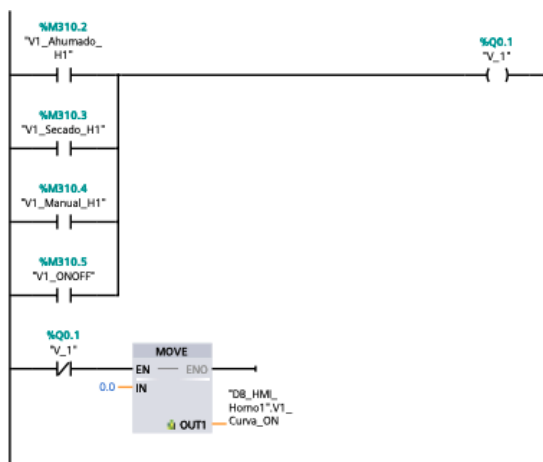 %M310.2
"V1_Ahumado_
H1"
%Q0.1
"V_1"
%M310.3
"V1_Secado_H1"
%M310.4
"V1_Manual_H1"
%M310.5
"V1_ONOFF"
%Q0.1
"V_1"
MOVE
EN ENO
0.0 IN
OUT1
"DB_HMI_
Horno1".V1_
Curva_ON